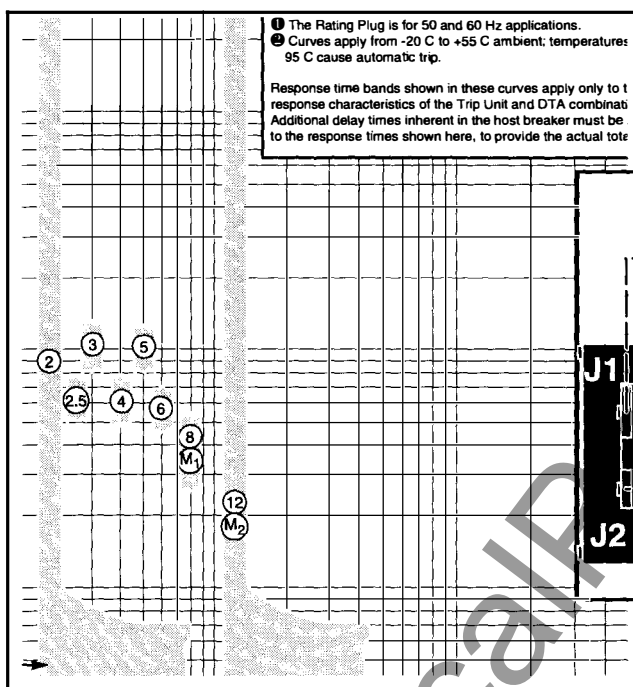 ❶ The Rating Plug is for 50 and 60 Hz applications.
❷ Curves apply from -20 C to +55 C ambient; temperatures
95 C cause automatic trip.
Response time bands shown in these curves apply only to t
response characteristics of the Trip Unit and DTA combinati
Additional delay times inherent in the host breaker must be
to the response times shown here, to provide the actual tota
3
5
2
2.5
4
6
8
M1
12
M2
J1
J2
calP